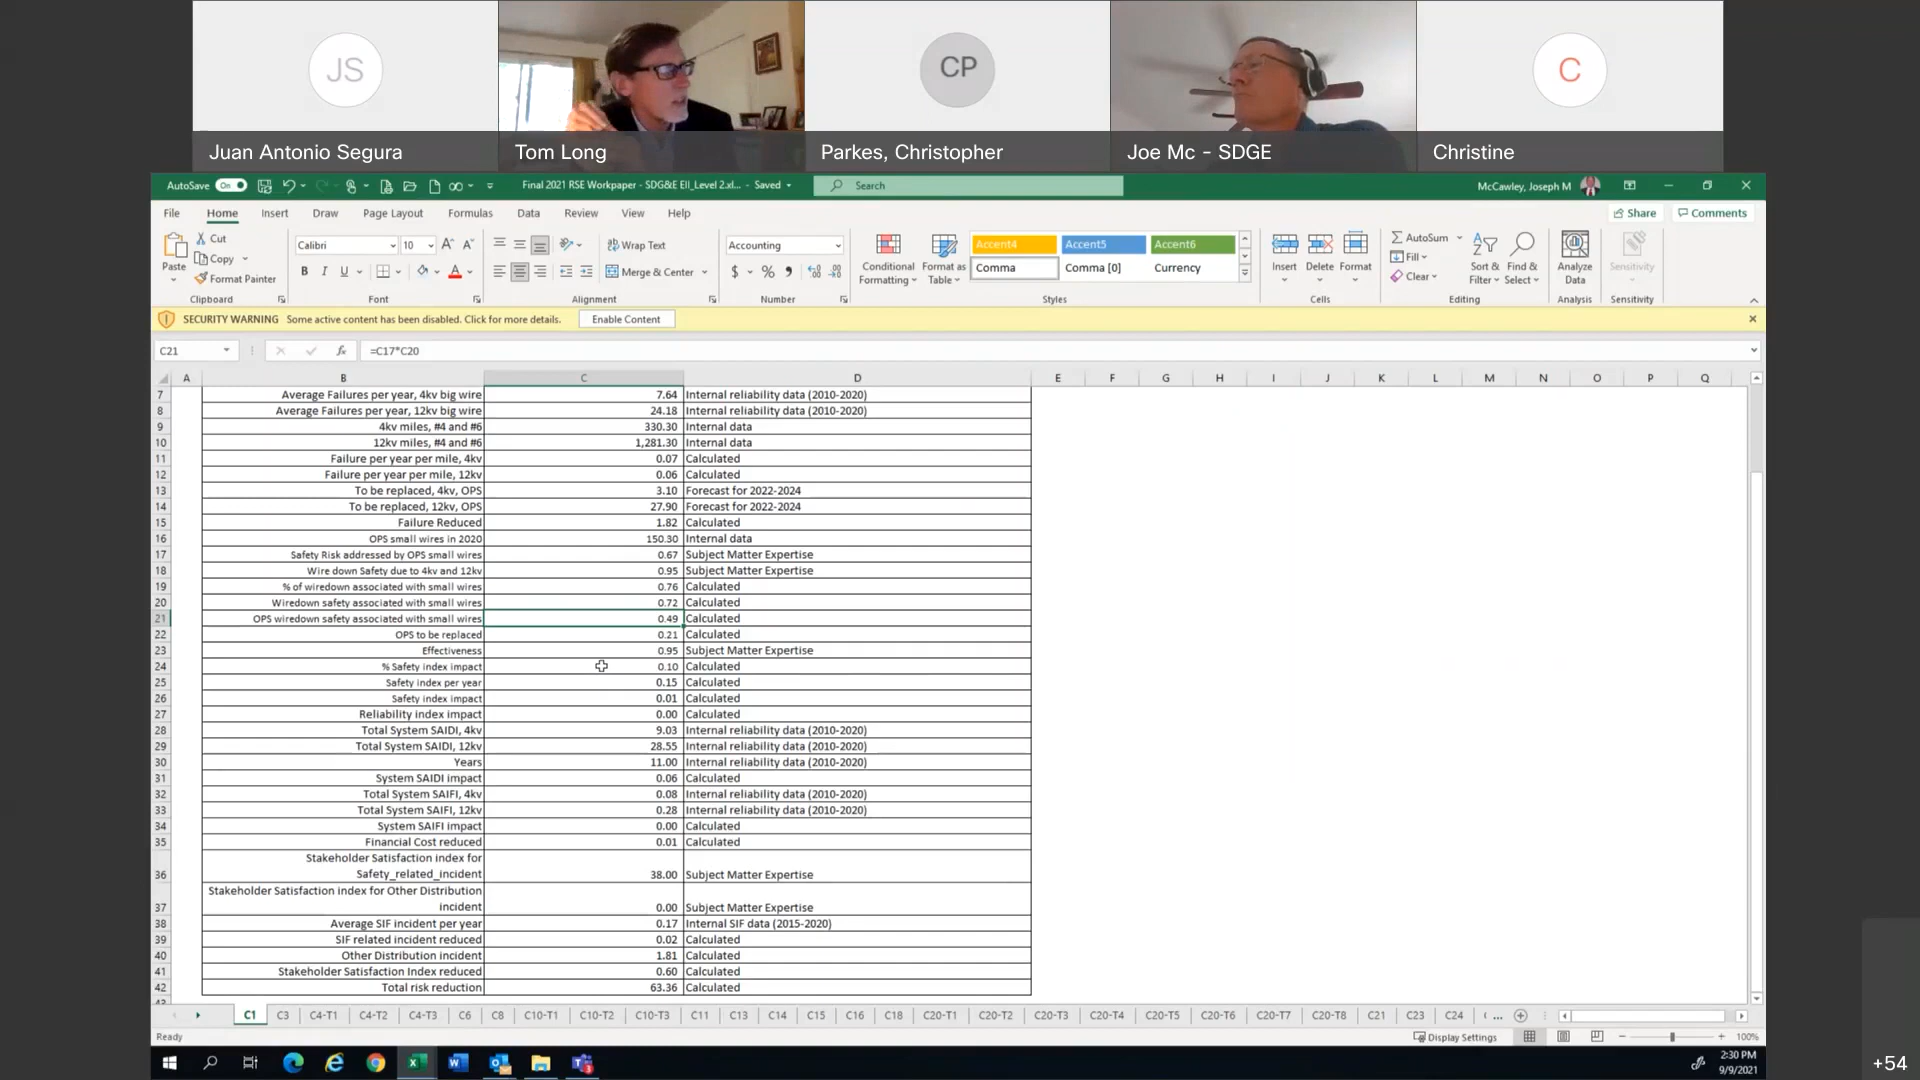 JS
CP
C
Juan Antonio Segura
Tom Long
Parkes, Christopher
Joe Mc - SDGE
Christine
AutoSave On
Final 2021 RSE Workpaper - SDG&E EII_Level 2.xl... - Saved
Search
McCawley, Joseph M
File Home Insert Draw Page Layout Formulas Data Review View Help
Share Comments
Paste
Cut
Copy
Format Painter
Clipboard
Calibri 10
B I U
Font
Wrap Text
Merge & Center
Alignment
Accounting
$ %
Number
Conditional Formatting
Format as Table
Accent4 Accent5 Accent6
Comma Comma [0] Currency
Styles
Insert Delete Format
Cells
AutoSum
Fill
Clear
Sort & Filter
Find & Select
Editing
Analyze Data
Analysis
Sensitivity
Sensitivity
SECURITY WARNING Some active content has been disabled. Click for more details. Enable Content
C21 fx =C17*C20
A B C D E F G H I J K L M N O P Q
7 Average Failures per year, 4kv big wire 7.64 Internal reliability data (2010-2020)
8 Average Failures per year, 12kv big wire 24.18 Internal reliability data (2010-2020)
9 4kv miles, #4 and #6 330.30 Internal data
10 12kv miles, #4 and #6 1,281.30 Internal data
11 Failure per year per mile, 4kv 0.07 Calculated
12 Failure per year per mile, 12kv 0.06 Calculated
13 To be replaced, 4kv, OPS 3.10 Forecast for 2022-2024
14 To be replaced, 12kv, OPS 27.90 Forecast for 2022-2024
15 Failure Reduced 1.82 Calculated
16 OPS small wires in 2020 150.30 Internal data
17 Safety Risk addressed by OPS small wires 0.67 Subject Matter Expertise
18 Wire down Safety due to 4kv and 12kv 0.95 Subject Matter Expertise
19 % of wiredown associated with small wires 0.76 Calculated
20 Wiredown safety associated with small wires 0.72 Calculated
21 OPS wiredown safety associated with small wires 0.49 Calculated
22 OPS to be replaced 0.21 Calculated
23 Effectiveness 0.95 Subject Matter Expertise
24 % Safety index impact 0.10 Calculated
25 Safety index per year 0.15 Calculated
26 Safety index impact 0.01 Calculated
27 Reliability index impact 0.00 Calculated
28 Total System SAIDI, 4kv 9.03 Internal reliability data (2010-2020)
29 Total System SAIDI, 12kv 28.55 Internal reliability data (2010-2020)
30 Years 11.00 Internal reliability data (2010-2020)
31 System SAIDI impact 0.06 Calculated
32 Total System SAIFI, 4kv 0.08 Internal reliability data (2010-2020)
33 Total System SAIFI, 12kv 0.28 Internal reliability data (2010-2020)
34 System SAIFI impact 0.00 Calculated
35 Financial Cost reduced 0.01 Calculated
Stakeholder Satisfaction index for
36 Safety_related_incident 38.00 Subject Matter Expertise
Stakeholder Satisfaction index for Other Distribution
37 incident 0.00 Subject Matter Expertise
38 Average SIF incident per year 0.17 Internal SIF data (2015-2020)
39 SIF related incident reduced 0.02 Calculated
40 Other Distribution incident 1.81 Calculated
41 Stakeholder Satisfaction Index reduced 0.60 Calculated
42 Total risk reduction 63.36 Calculated
C1 C3 C4-T1 C4-T2 C4-T3 C6 C8 C10-T1 C10-T2 C10-T3 C11 C13 C14 C15 C16 C18 C20-T1 C20-T2 C20-T3 C20-T4 C20-T5 C20-T6 C20-T7 C20-T8 C21 C23 C24 ...
Ready Display Settings 100%
2:30 PM
9/9/2021
+54